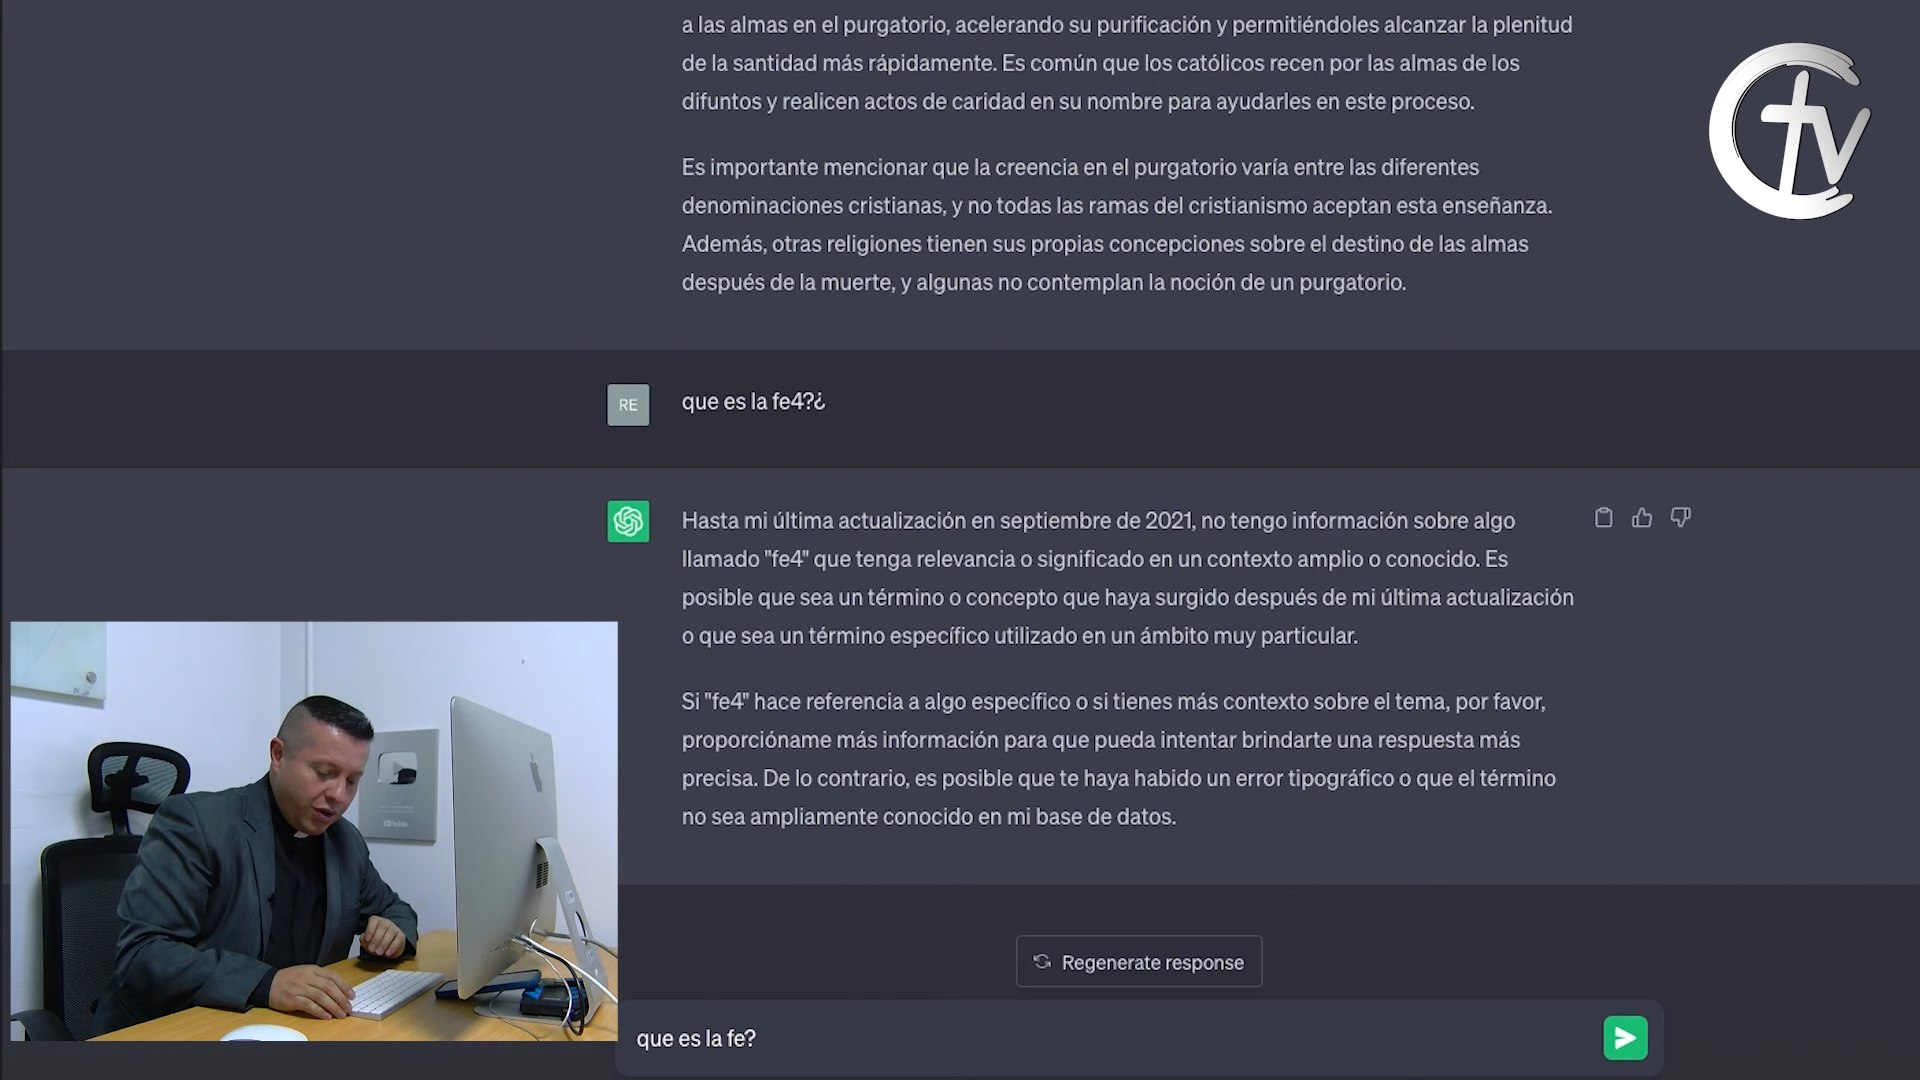 a las almas en el purgatorio, acelerando su purificación y permitiéndoles alcanzar la plenitud
de la santidad más rápidamente. Es común que los católicos recen por las almas de los
difuntos y realicen actos de caridad en su nombre para ayudarles en este proceso.
Es importante mencionar que la creencia en el purgatorio varía entre las diferentes
denominaciones cristianas, y no todas las ramas del cristianismo aceptan esta enseñanza.
Además, otras religiones tienen sus propias concepciones sobre el destino de las almas
después de la muerte, y algunas no contemplan la noción de un purgatorio.
CTV
RE
que es la fe4?¿
Hasta mi última actualización en septiembre de 2021, no tengo información sobre algo
llamado "fe4" que tenga relevancia o significado en un contexto amplio o conocido. Es
posible que sea un término o concepto que haya surgido después de mi última actualización
o que sea un término específico utilizado en un ámbito muy particular.
Si "fe4" hace referencia a algo específico o si tienes más contexto sobre el tema, por favor,
proporcióname más información para que pueda intentar brindarte una respuesta más
precisa. De lo contrario, es posible que te haya habido un error tipográfico o que el término
no sea ampliamente conocido en mi base de datos.
YouTube
Regenerate response
que es la fe?